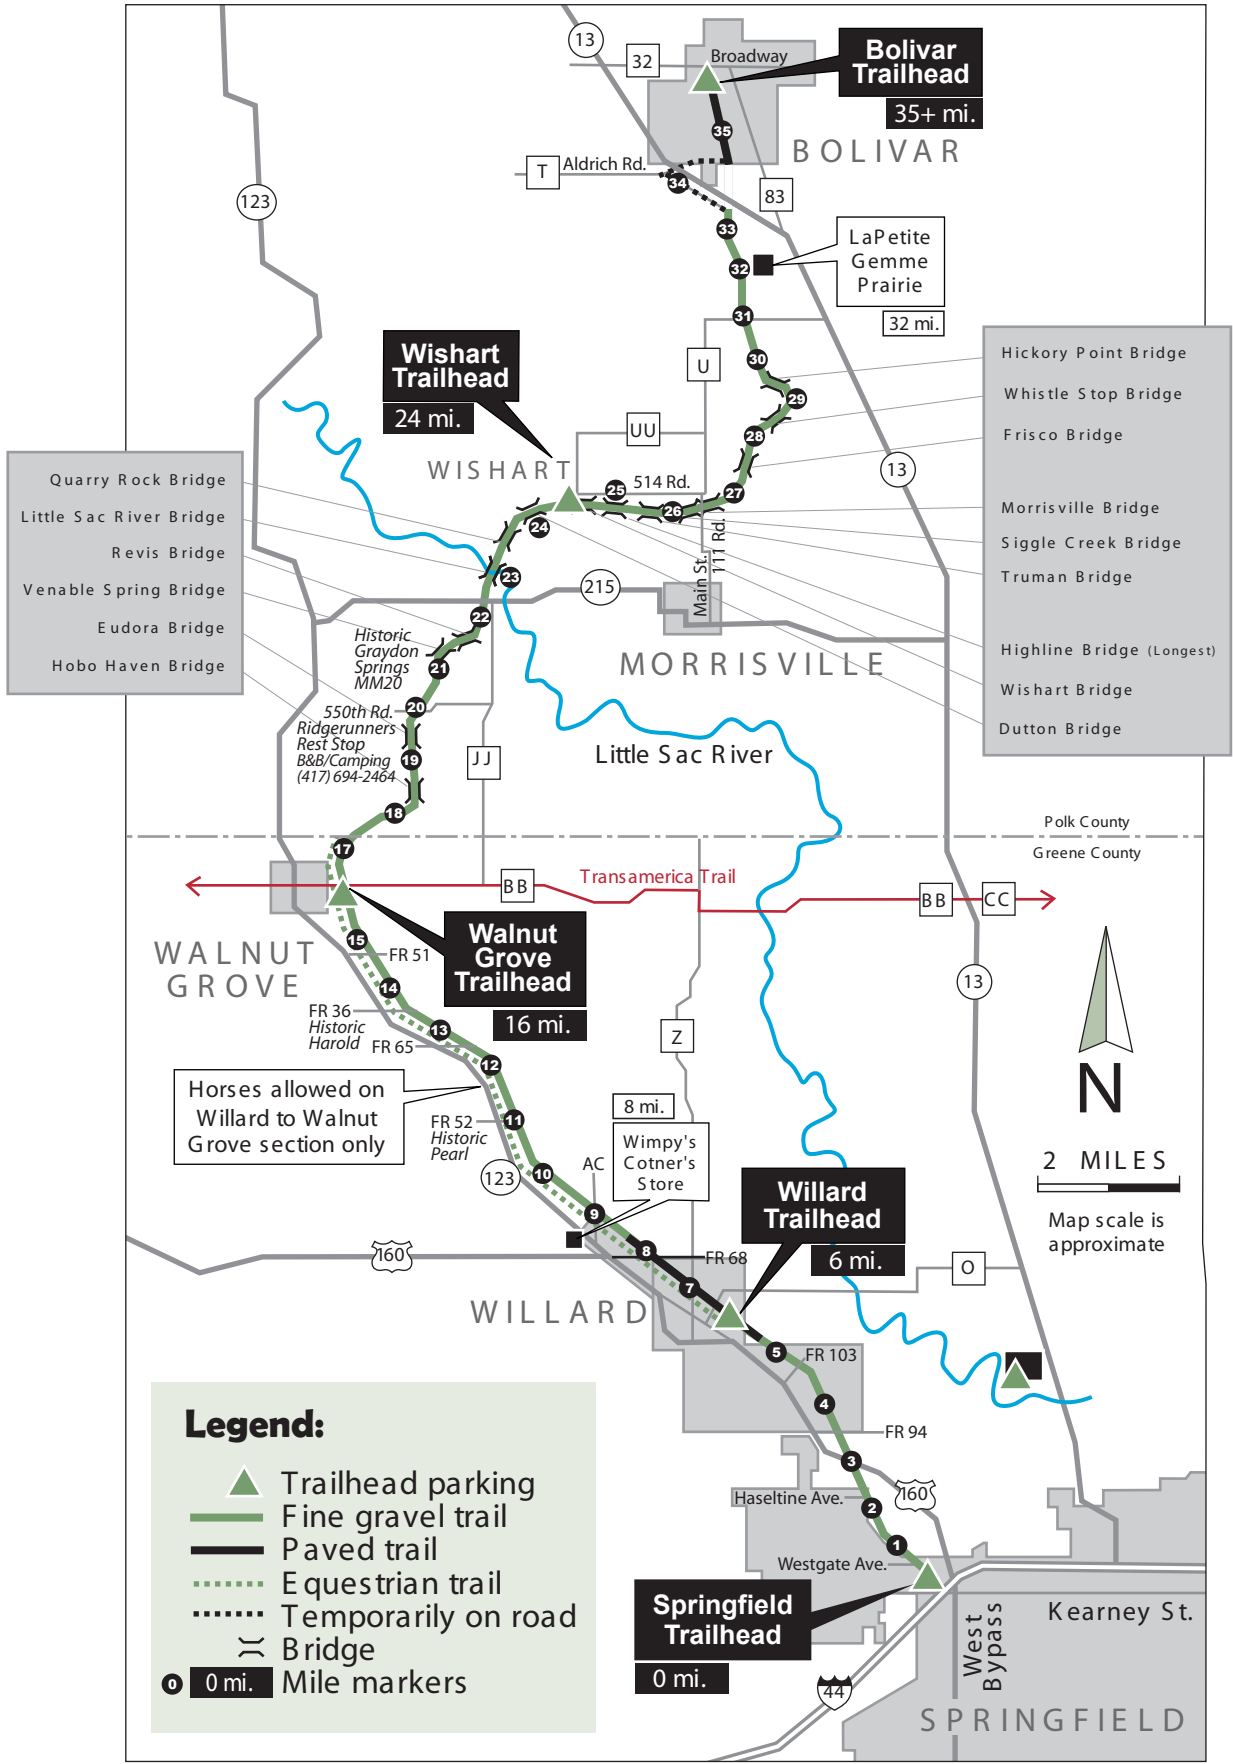 13
32
Broadway
Bolivar
Trailhead
35+ mi.
35
BOLIVAR
T
Aldrich Rd.
34
83
123
33
LaPetite
Gemme
Prairie
32 mi.
32
31
Wishart
Trailhead
24 mi.
U
30
29
UU
28
13
WISHART
514 Rd.
25
26
27
24
111 Rd.
Main St.
Hickory Point Bridge
Whistle Stop Bridge
Frisco Bridge
Morrisville Bridge
Siggle Creek Bridge
Truman Bridge
Highline Bridge (Longest)
Wishart Bridge
Dutton Bridge
Quarry Rock Bridge
Little Sac River Bridge
Revis Bridge
Venable Spring Bridge
Eudora Bridge
Hobo Haven Bridge
23
215
22
Historic
Graydon
Springs
MM20
21
MORRISVILLE
20
550th Rd.
Ridgerunners
Rest Stop
B&B/Camping
(417) 694-2464
19
JJ
Little Sac River
18
17
Polk County
Greene County
BB
Transamerica Trail
BB
CC
WALNUT
GROVE
Walnut
Grove
Trailhead
16 mi.
15
FR 51
14
13
FR 36
Historic
Harold
FR 65
13
Z
N
12
Horses allowed on
Willard to Walnut
Grove section only
11
FR 52
Historic
Pearl
8 mi.
Wimpy's
Cotner's
Store
2 MILES
Map scale is
approximate
123
10
AC
9
Willard
Trailhead
6 mi.
160
8
FR 68
O
7
WILLARD
5
FR 103
4
FR 94
3
160
Haseltine Ave.
2
1
Westgate Ave.
Springfield
Trailhead
0 mi.
Kearney St.
West
Bypass
44
SPRINGFIELD
Legend:
Trailhead parking
Fine gravel trail
Paved trail
Equestrian trail
Temporarily on road
Bridge
0 0 mi. Mile markers